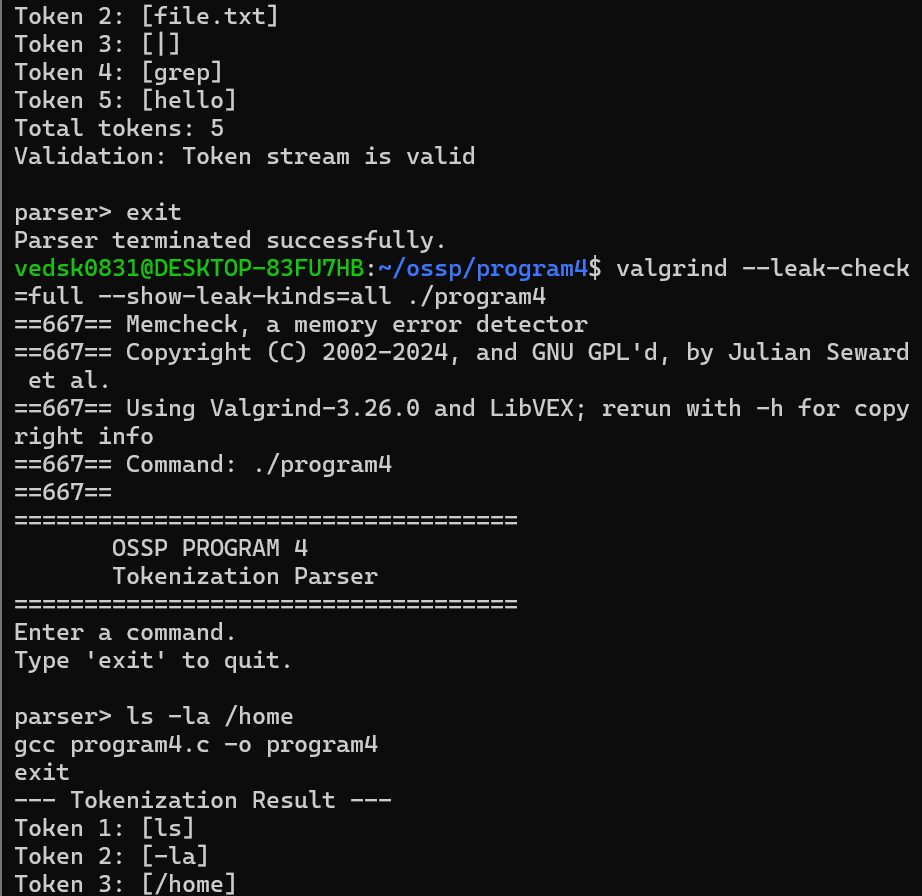 Token 2: [file.txt]
Token 3: [|]
Token 4: [grep]
Token 5: [hello]
Total tokens: 5
Validation: Token stream is valid
parser> exit
Parser terminated successfully.
vedsk0831@DESKTOP-83FU7HB:~/ossp/program4$ valgrind --leak-check
=full --show-leak-kinds=all ./program4
==667== Memcheck, a memory error detector
==667== Copyright (C) 2002-2024, and GNU GPL'd, by Julian Seward
 et al.
==667== Using Valgrind-3.26.0 and LibVEX; rerun with -h for copy
right info
==667== Command: ./program4
==667==
====================================
       OSSP PROGRAM 4
       Tokenization Parser
====================================
Enter a command.
Type 'exit' to quit.
parser> ls -la /home
gcc program4.c -o program4
exit
--- Tokenization Result ---
Token 1: [ls]
Token 2: [-la]
Token 3: [/home]